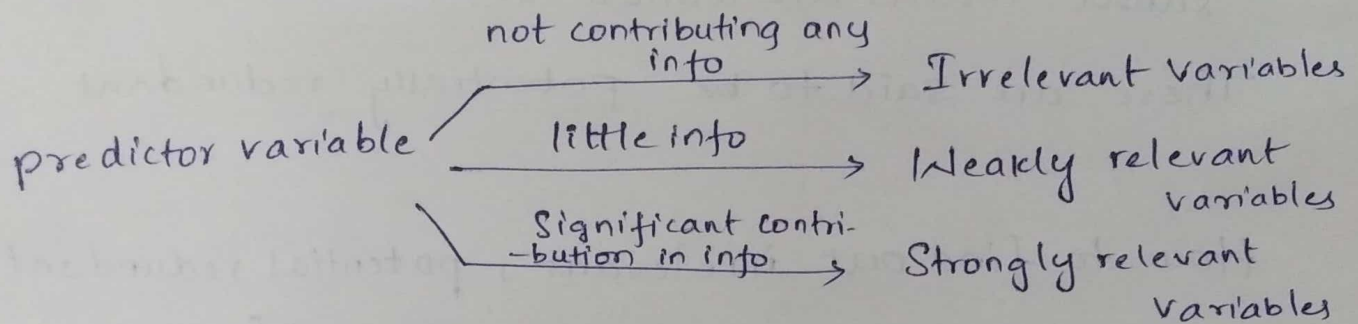 not contributing any
info
Irrelevant variables
predictor variable
little info
Weakly relevant
variables
Significant contri-
-bution in info
Strongly relevant
variables